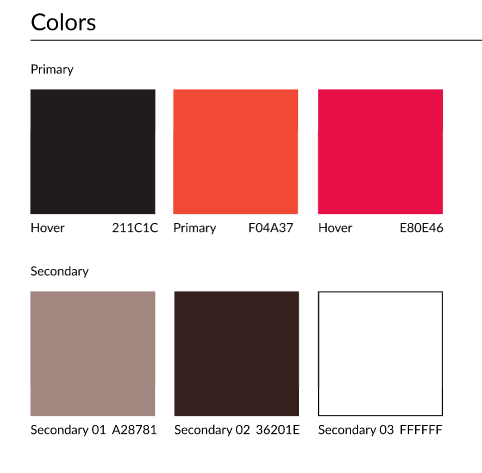 Colors
Primary
Hover 211C1C Primary F04A37 Hover E80E46
Secondary
Secondary 01 A28781 Secondary 02 36201E Secondary 03 FFFFFF